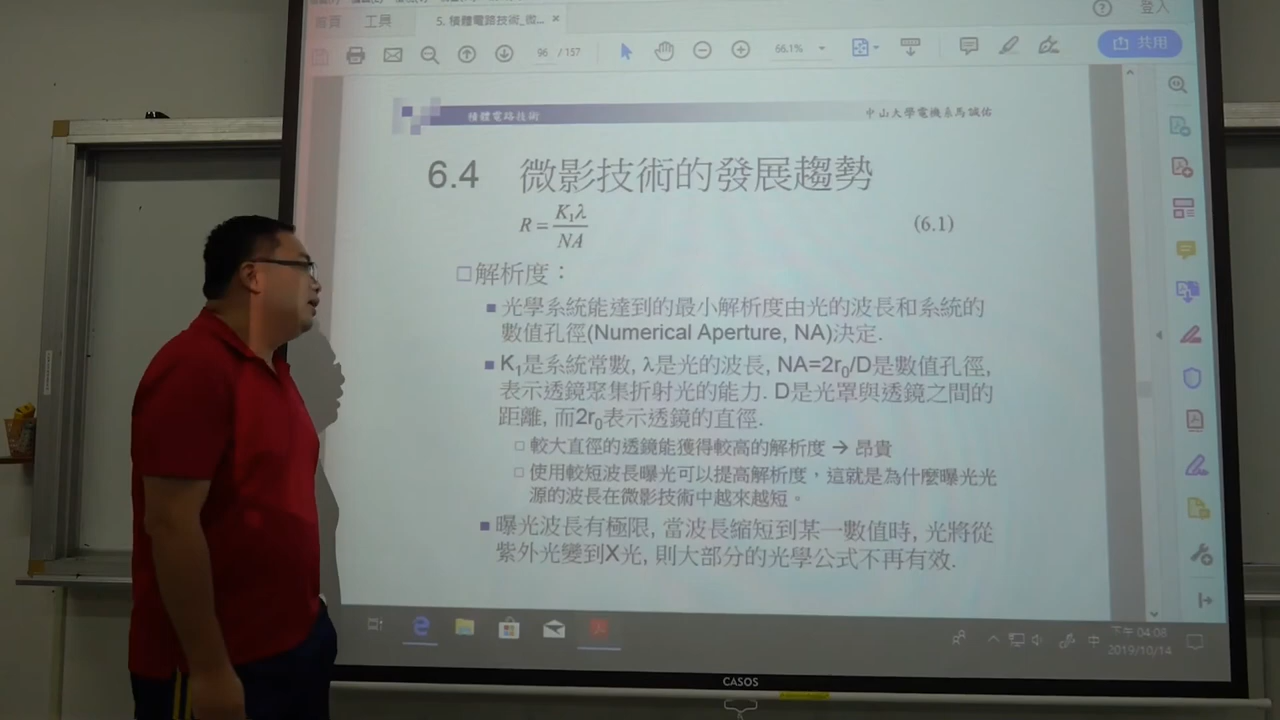 首頁 工具 5. 積體電路技術_微... ×
登入
96 / 157
66.1%
共用
積體電路技術
中山大學電機系馬誠佑
6.4 微影技術的發展趨勢
R = K₁λ / NA (6.1)
□解析度：
■ 光學系統能達到的最小解析度由光的波長和系統的
數值孔徑(Numerical Aperture, NA)決定.
■ K₁是系統常數, λ是光的波長, NA=2r₀/D是數值孔徑,
表示透鏡聚集折射光的能力. D是光罩與透鏡之間的
距離, 而2r₀表示透鏡的直徑.
□ 較大直徑的透鏡能獲得較高的解析度 → 昂貴
□ 使用較短波長曝光可以提高解析度，這就是為什麼曝光光
源的波長在微影技術中越來越短。
■ 曝光波長有極限, 當波長縮短到某一數值時, 光將從
紫外光變到X光, 則大部分的光學公式不再有效.
中
下午 04:08
2019/10/14
CASOS